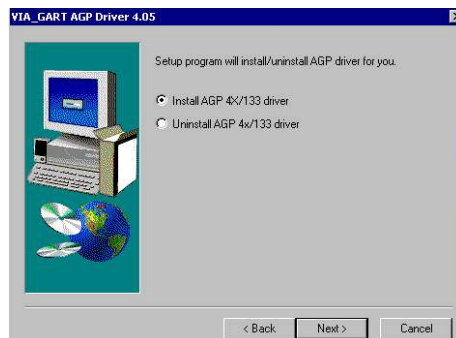 VIA_GART AGP Driver 4.05
Setup program will install/uninstall AGP driver for you.
Install AGP 4X/133 driver
Uninstall AGP 4x/133 driver
< Back
Next >
Cancel